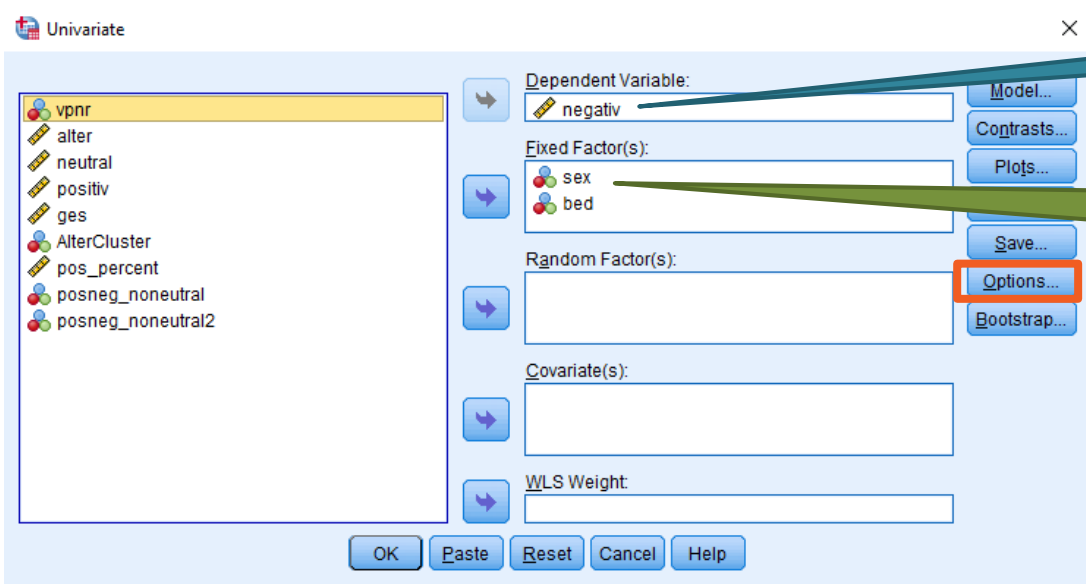 Univariate
vpnr
alter
neutral
positiv
ges
AlterCluster
pos_percent
posneg_noneutral
posneg_noneutral2
Dependent Variable:
negativ
Fixed Factor(s):
sex
bed
Random Factor(s):
Covariate(s):
WLS Weight:
Model...
Contrasts...
Plots...
Save...
Options...
Bootstrap...
OK Paste Reset Cancel Help